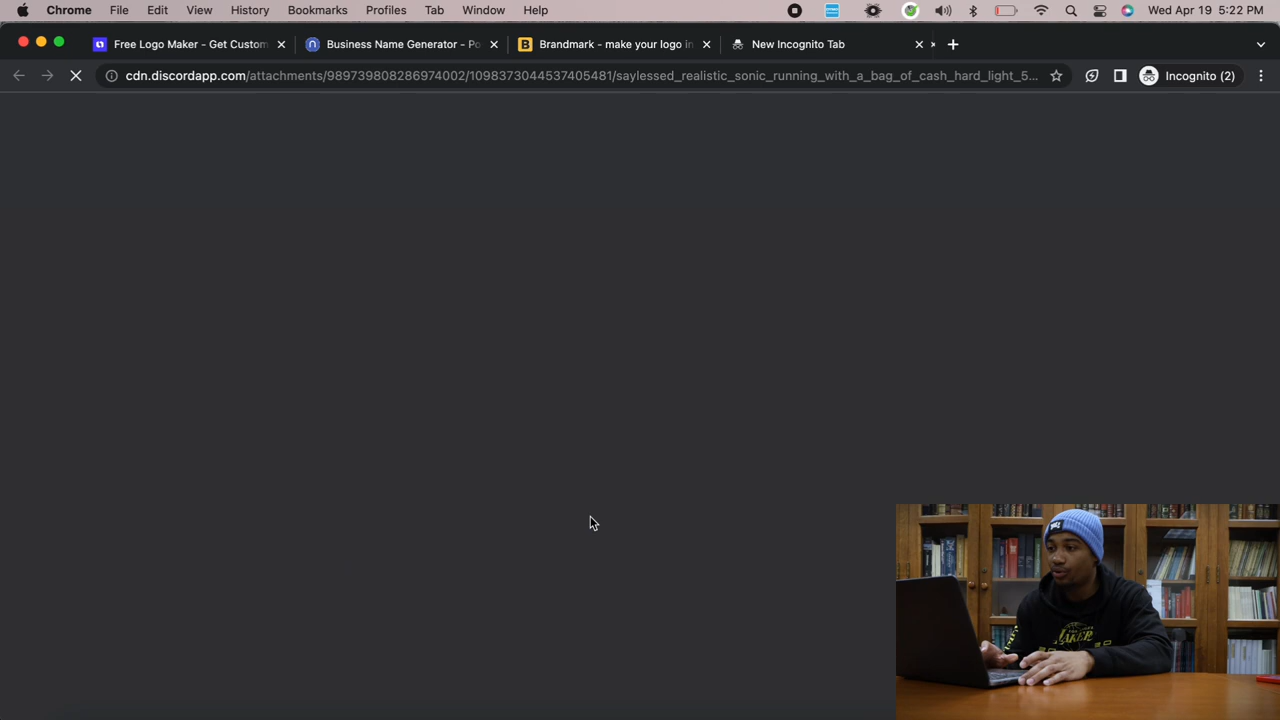 Chrome File Edit View History Bookmarks Profiles Tab Window Help Wed Apr 19 5:22 PM
Free Logo Maker - Get Custom Business Name Generator - Po Brandmark - make your logo in New Incognito Tab
cdn.discordapp.com/attachments/989739808286974002/1098373044537405481/saylessed_realistic_sonic_running_with_a_bag_of_cash_hard_light_5... Incognito (2)